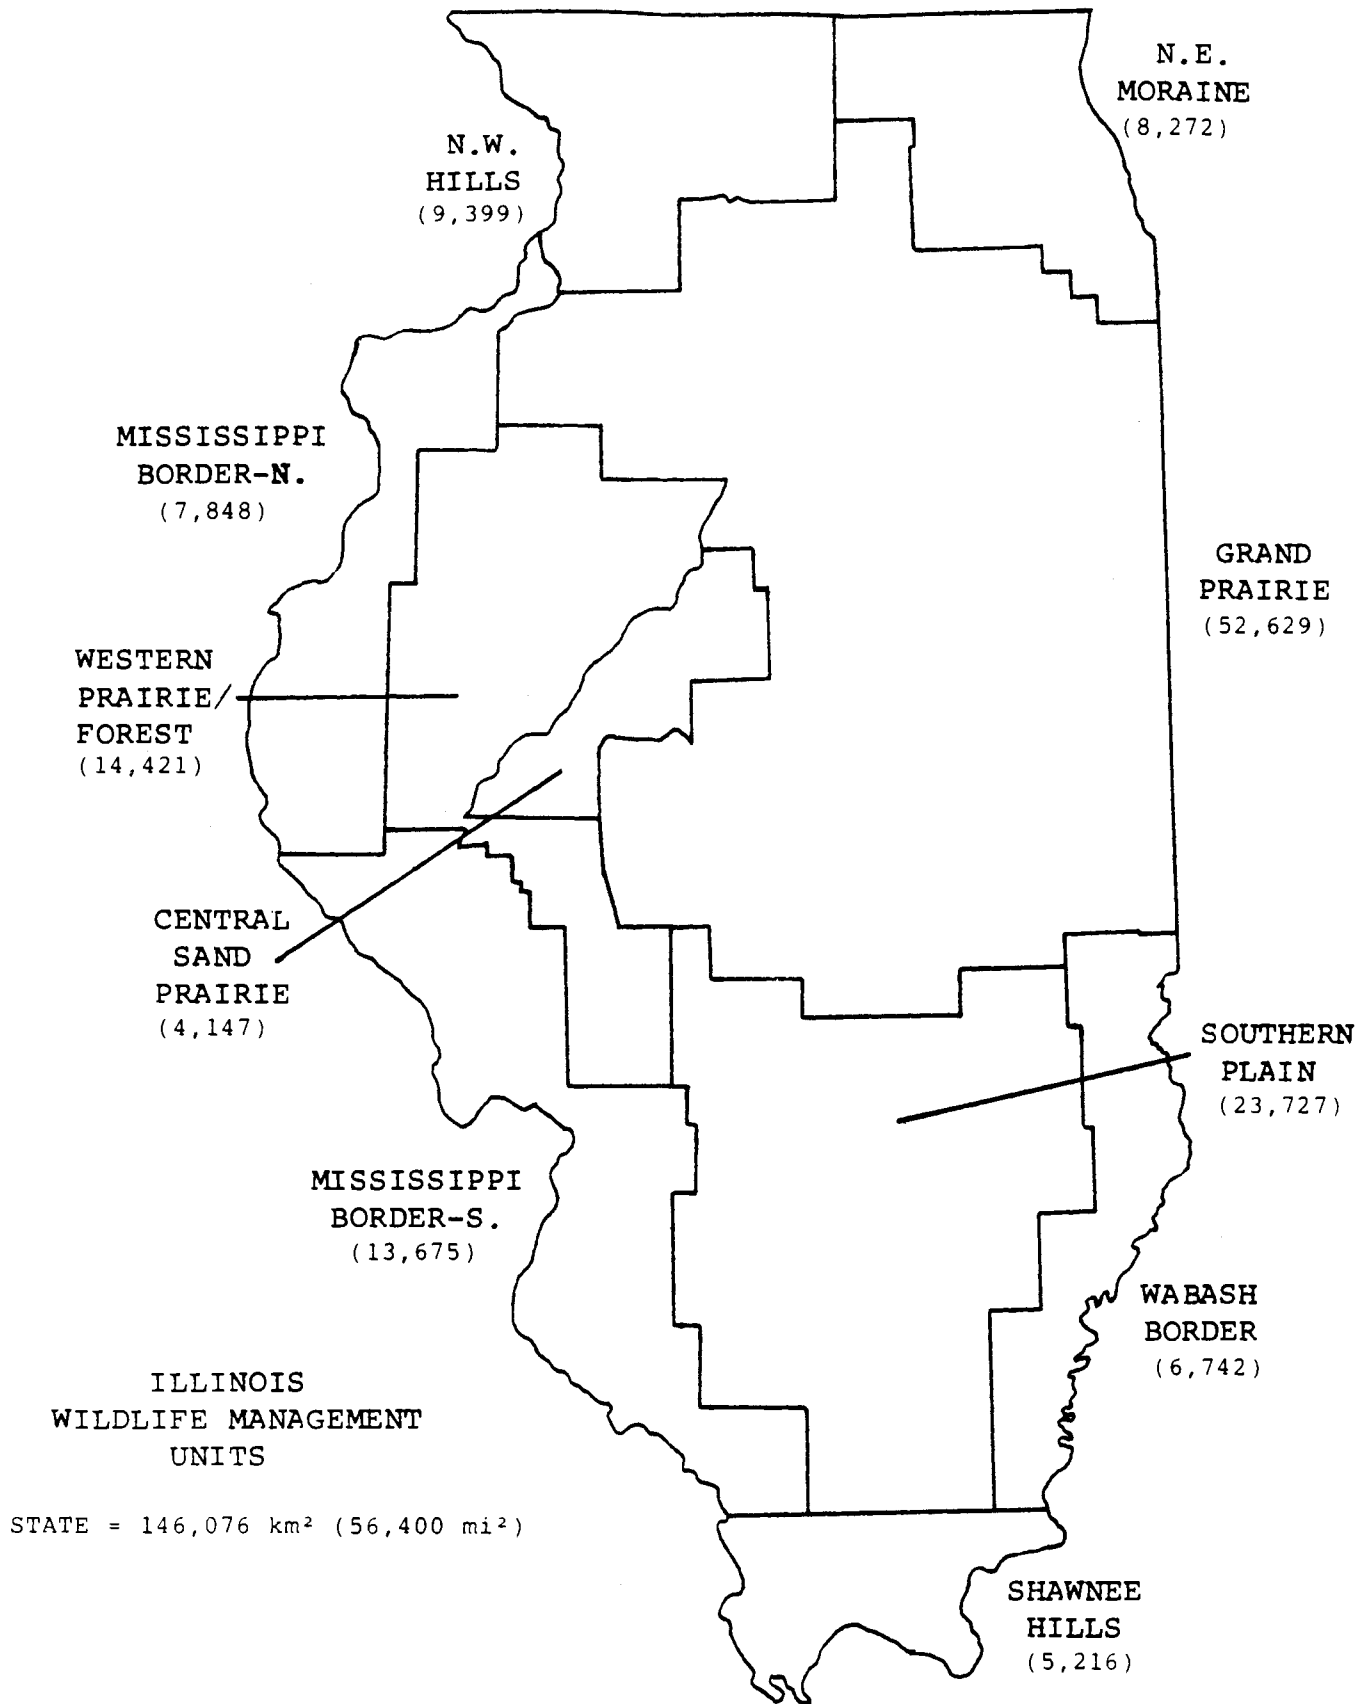 N.E.
MORAINE
(8,272)
N.W.
HILLS
(9,399)
MISSISSIPPI
BORDER-N.
(7,848)
GRAND
PRAIRIE
(52,629)
WESTERN
PRAIRIE/
FOREST
(14,421)
CENTRAL
SAND
PRAIRIE
(4,147)
SOUTHERN
PLAIN
(23,727)
MISSISSIPPI
BORDER-S.
(13,675)
WABASH
BORDER
(6,742)
ILLINOIS
WILDLIFE MANAGEMENT
UNITS
STATE = 146,076 km² (56,400 mi²)
SHAWNEE
HILLS
(5,216)